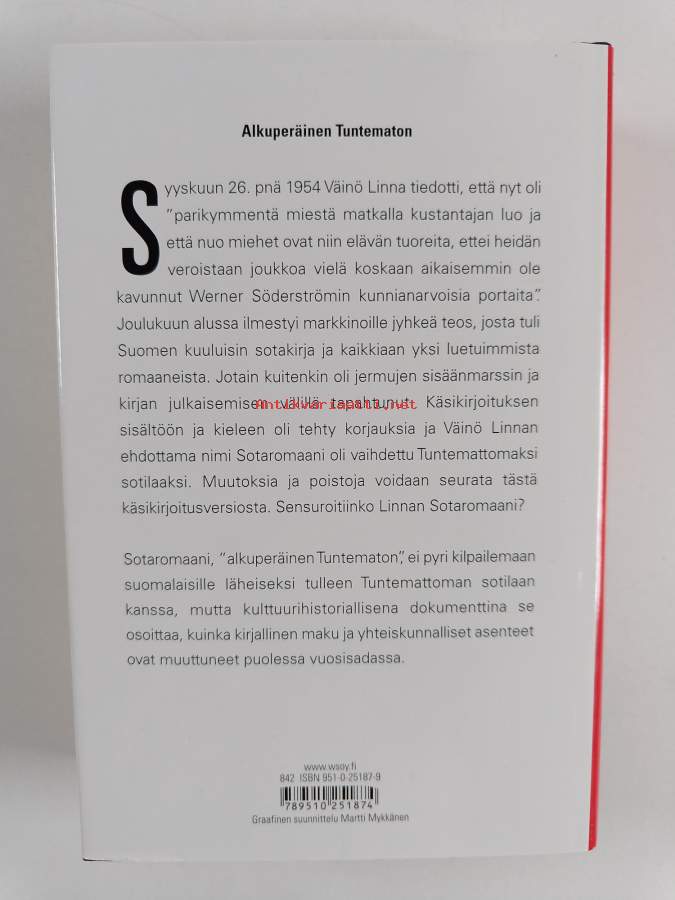 Alkuperäinen Tuntematon
Syyskuun 26. pnä 1954 Väinö Linna tiedotti, että nyt oli
"parikymmentä miestä matkalla kustantajan luo ja
että nuo miehet ovat niin elävän tuoreita, ettei heidän
veroistaan joukkoa vielä koskaan aikaisemmin ole
kavunnut Werner Söderströmin kunnianarvoisia portaita".
Joulukuun alussa ilmestyi markkinoille jyhkeä teos, josta tuli
Suomen kuuluisin sotakirja ja kaikkiaan yksi luetuimmista
romaaneista. Jotain kuitenkin oli jermujen sisäänmarssin ja
kirjan julkaisemisen välillä tapahtunut. Käsikirjoituksen
Antikvariaatti.net
sisältöön ja kieleen oli tehty korjauksia ja Väinö Linnan
ehdottama nimi Sotaromaani oli vaihdettu Tuntemattomaksi
sotilaaksi. Muutoksia ja poistoja voidaan seurata tästä
käsikirjoitusversiosta. Sensuroitiinko Linnan Sotaromaani?
Sotaromaani, "alkuperäinen Tuntematon", ei pyri kilpailemaan
suomalaisille läheiseksi tulleen Tuntemattoman sotilaan
kanssa, mutta kulttuurihistoriallisena dokumenttina se
osoittaa, kuinka kirjallinen maku ja yhteiskunnalliset asenteet
ovat muuttuneet puolessa vuosisadassa.
www.wsoy.fi
842 ISBN 951-0-25187-9
789510 251874
Graafinen suunnittelu Martti Mykkänen